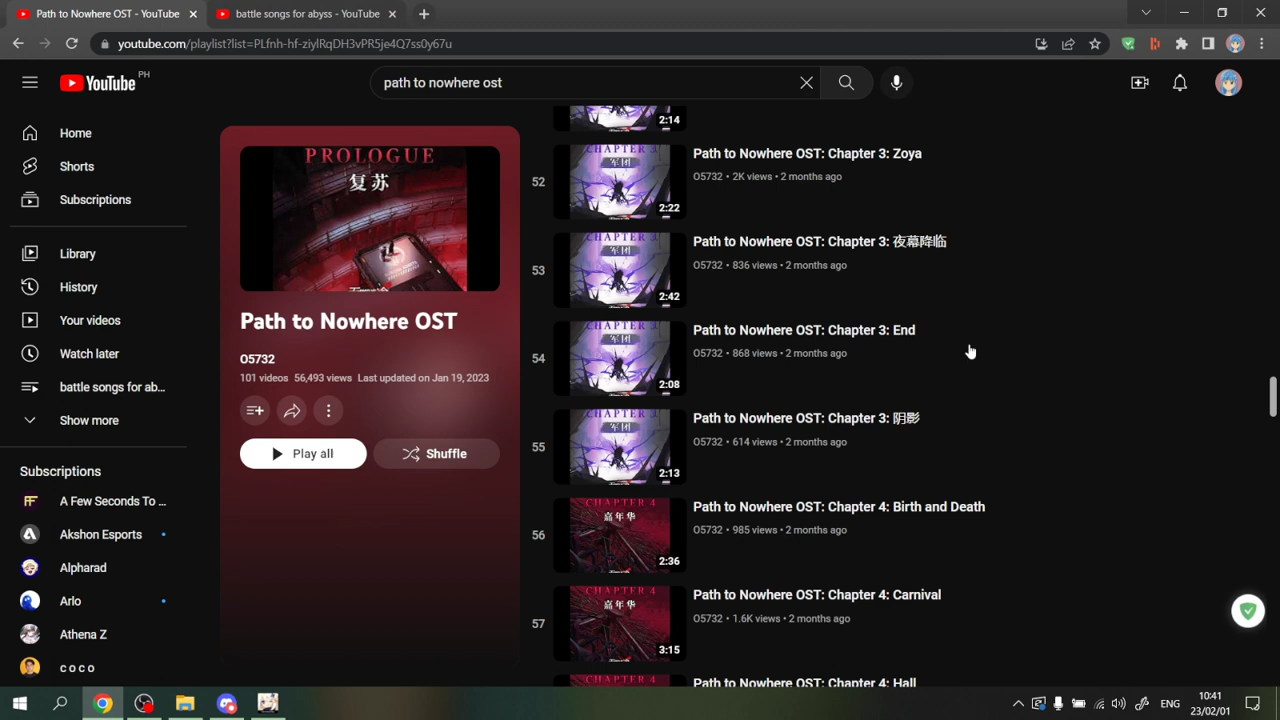 Path to Nowhere OST - YouTube
battle songs for abyss - YouTube
youtube.com/playlist?list=PLfnh-hf-ziylRqDH3vPR5je4Q7ss0y67u
YouTube PH
path to nowhere ost
Home
Shorts
Subscriptions
Library
History
Your videos
Watch later
battle songs for ab...
Show more
Subscriptions
A Few Seconds To ...
Akshon Esports
Alpharad
Arlo
Athena Z
c o c o
PROLOGUE
复苏
Path to Nowhere OST
O5732
101 videos 56,493 views Last updated on Jan 19, 2023
Play all
Shuffle
2:14
52
CHAPTER 3
军团
2:22
Path to Nowhere OST: Chapter 3: Zoya
O5732 • 2K views • 2 months ago
53
CHAPTER 3
军团
2:42
Path to Nowhere OST: Chapter 3: 夜幕降临
O5732 • 836 views • 2 months ago
54
CHAPTER 3
军团
2:08
Path to Nowhere OST: Chapter 3: End
O5732 • 868 views • 2 months ago
55
CHAPTER 3
军团
2:13
Path to Nowhere OST: Chapter 3: 阴影
O5732 • 614 views • 2 months ago
56
CHAPTER 4
嘉年华
2:36
Path to Nowhere OST: Chapter 4: Birth and Death
O5732 • 985 views • 2 months ago
57
CHAPTER 4
嘉年华
3:15
Path to Nowhere OST: Chapter 4: Carnival
O5732 • 1.6K views • 2 months ago
CHAPTER 4
Path to Nowhere OST: Chapter 4: Hall
ENG
10:41
23/02/01